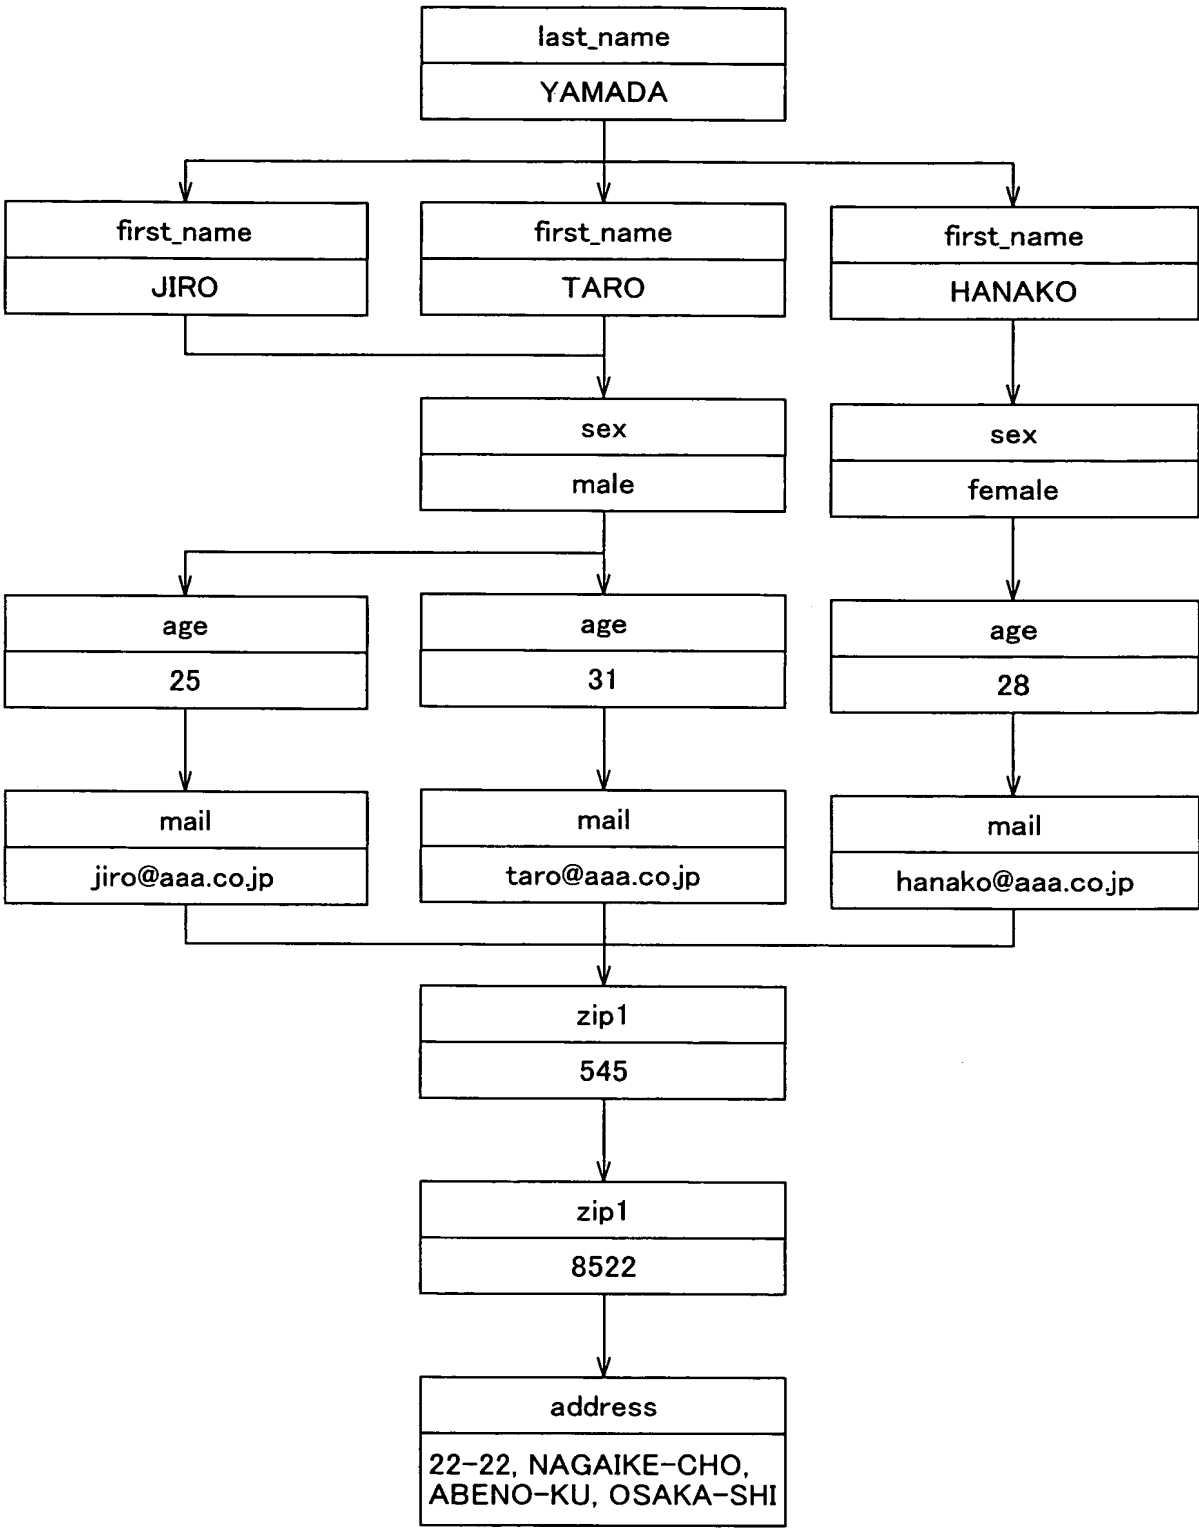 last_name
YAMADA
first_name
JIRO
first_name
TARO
first_name
HANAKO
sex
male
sex
female
age
25
age
31
age
28
mail
jiro@aaa.co.jp
mail
taro@aaa.co.jp
mail
hanako@aaa.co.jp
zip1
545
zip1
8522
address
22-22, NAGAIKE-CHO,
ABENO-KU, OSAKA-SHI